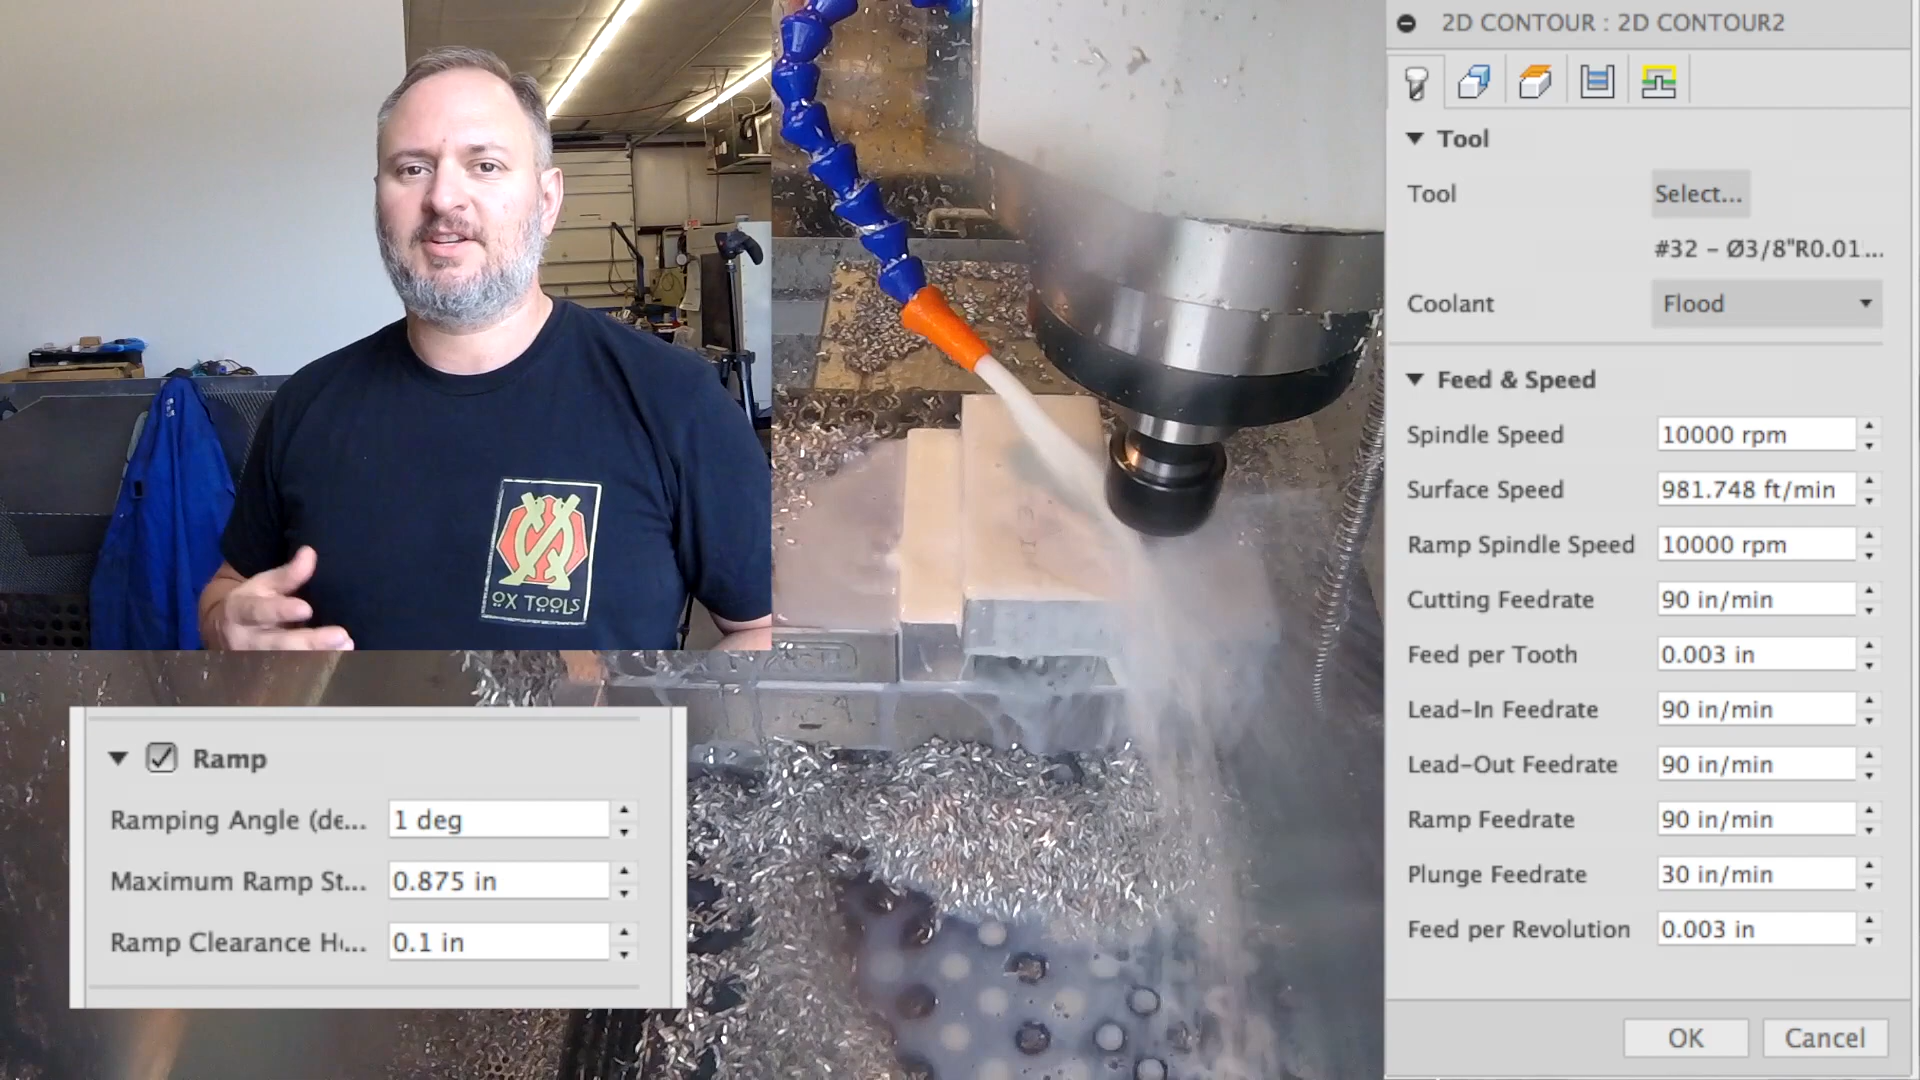 OX TOOLS
Ramp
Ramping Angle (de... 1 deg
Maximum Ramp St... 0.875 in
Ramp Clearance H... 0.1 in
2D CONTOUR : 2D CONTOUR2
Tool
Tool Select...
#32 - Ø3/8"R0.01...
Coolant Flood
Feed & Speed
Spindle Speed 10000 rpm
Surface Speed 981.748 ft/min
Ramp Spindle Speed 10000 rpm
Cutting Feedrate 90 in/min
Feed per Tooth 0.003 in
Lead-In Feedrate 90 in/min
Lead-Out Feedrate 90 in/min
Ramp Feedrate 90 in/min
Plunge Feedrate 30 in/min
Feed per Revolution 0.003 in
OK Cancel